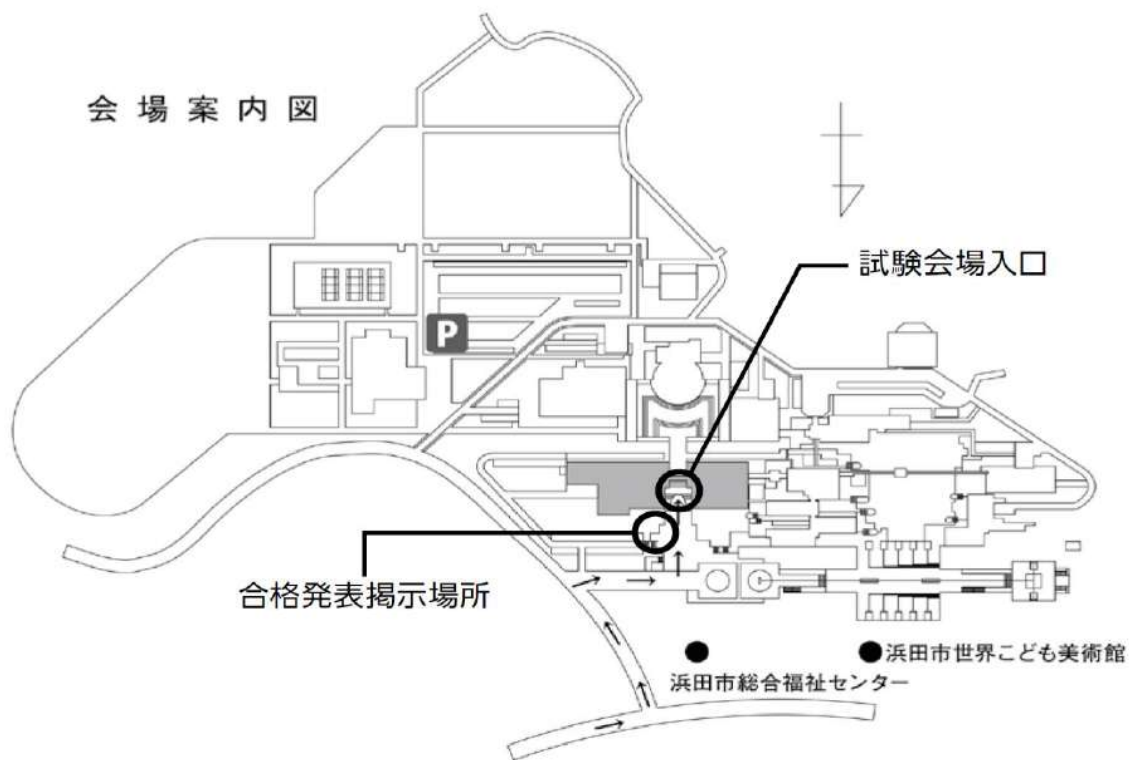 会場案内図
試験会場入口
P
合格発表掲示場所
浜田市世界こども美術館
浜田市総合福祉センター